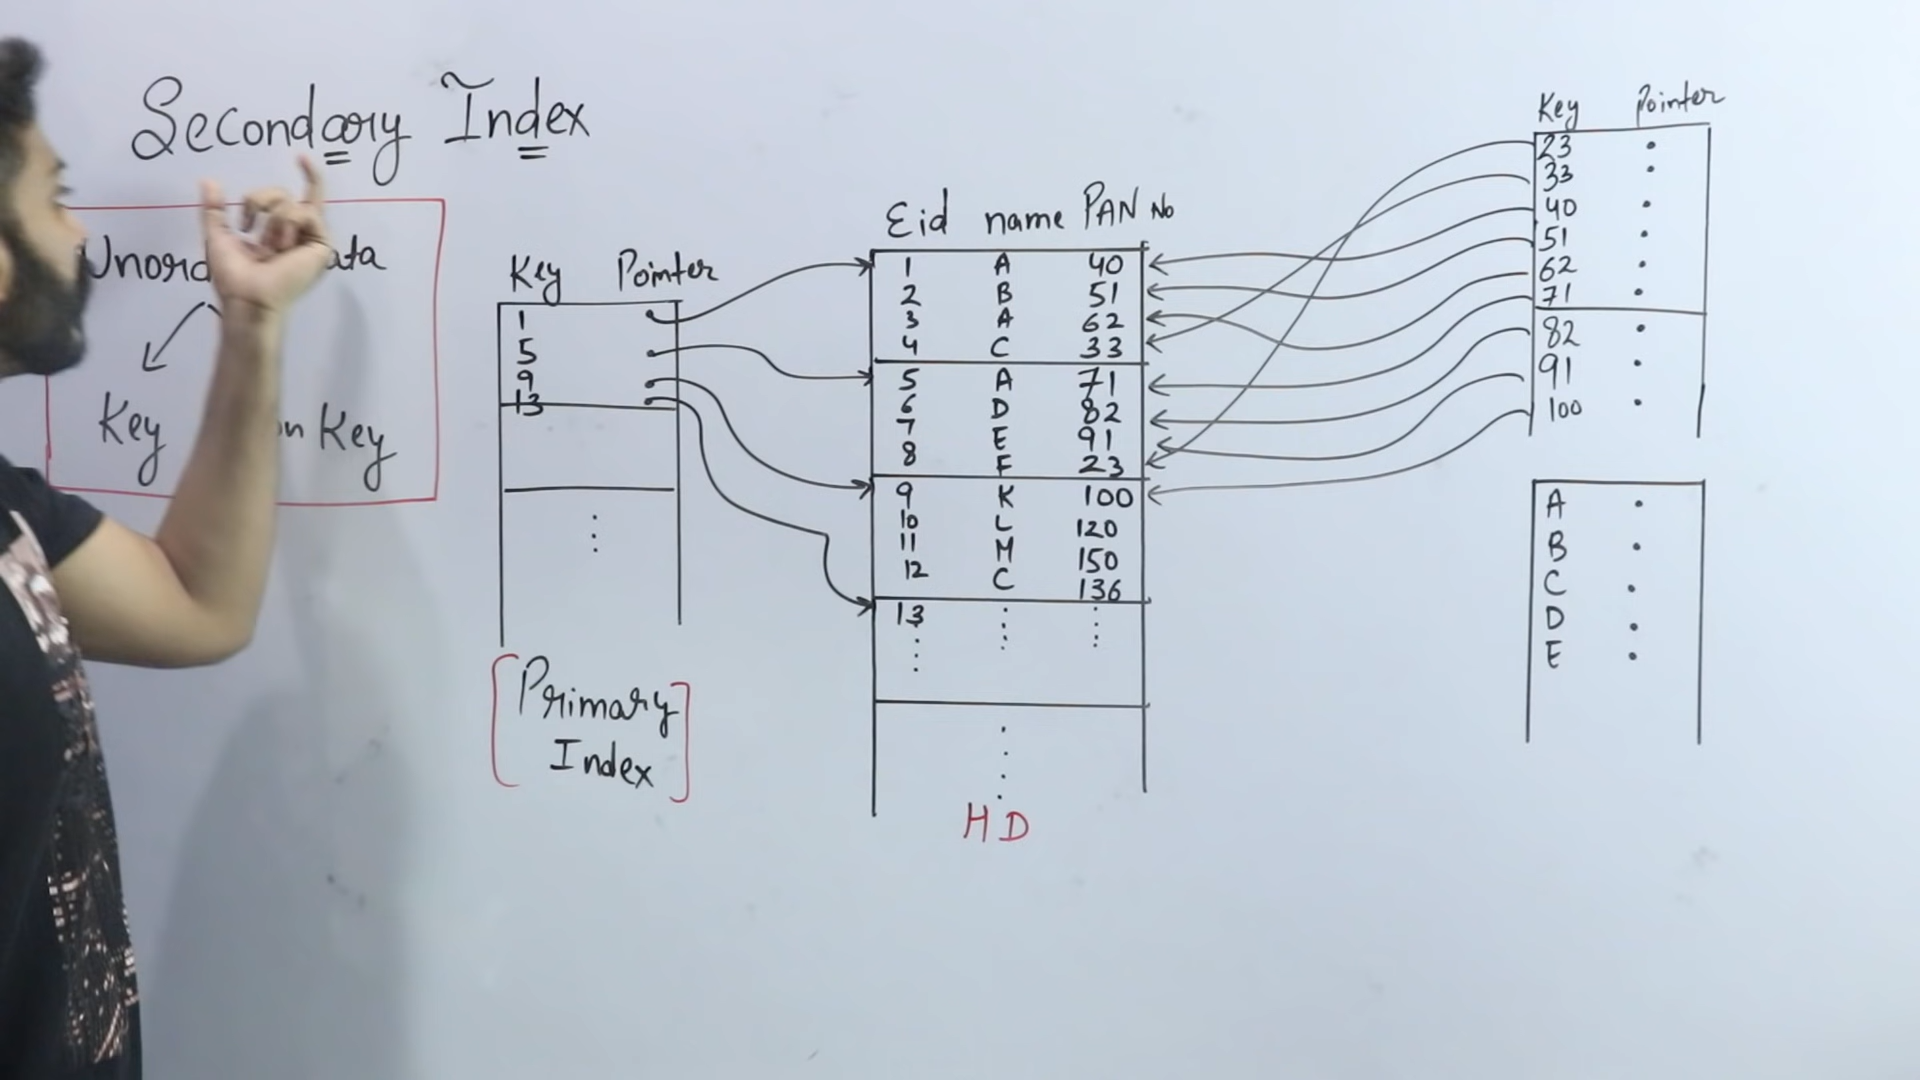 Secondary Index
Key
Key
Key Pointer
1
5
9
13
Primary
Index
Eid name PAN No
1 A 40
2 B 51
3 A 62
4 C 33
5 A 71
6 D 82
7 E 91
8 F 23
9 K 100
10 L 120
11 M 150
12 C 136
13
HD
Key Pointer
23
33
40
51
62
71
82
91
100
A
B
C
D
E